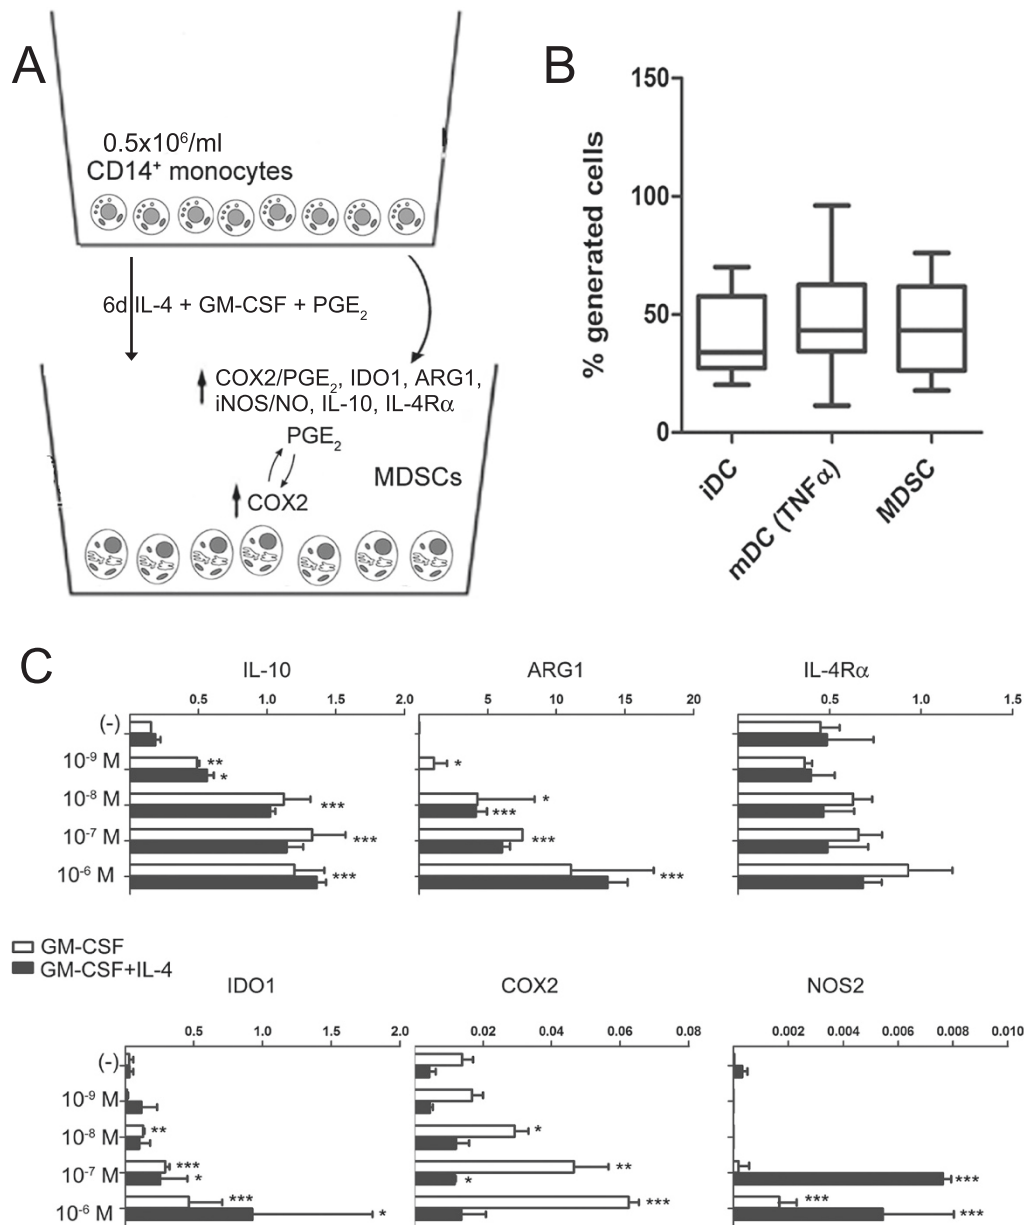 A
0.5x10⁶/ml
CD14⁺ monocytes
6d IL-4 + GM-CSF + PGE₂
COX2/PGE₂, IDO1, ARG1,
iNOS/NO, IL-10, IL-4Rα
PGE₂
MDSCs
COX2
B
% generated cells
150
100
50
0
iDC
mDC (TNFα)
MDSC
C
IL-10
0.5 1.0 1.5 2.0
(-)
10⁻⁹ M
**
*
10⁻⁸ M
***
10⁻⁷ M
***
10⁻⁶ M
***
ARG1
5 10 15 20
*
*
***
***
***
IL-4Rα
0.5 1.0 1.5
GM-CSF
GM-CSF+IL-4
IDO1
0.5 1.0 1.5 2.0
(-)
10⁻⁹ M
10⁻⁸ M
**
10⁻⁷ M
***
*
10⁻⁶ M
***
*
COX2
0.02 0.04 0.06 0.08
*
**
*
***
NOS2
0.002 0.004 0.006 0.008 0.010
***
***
***